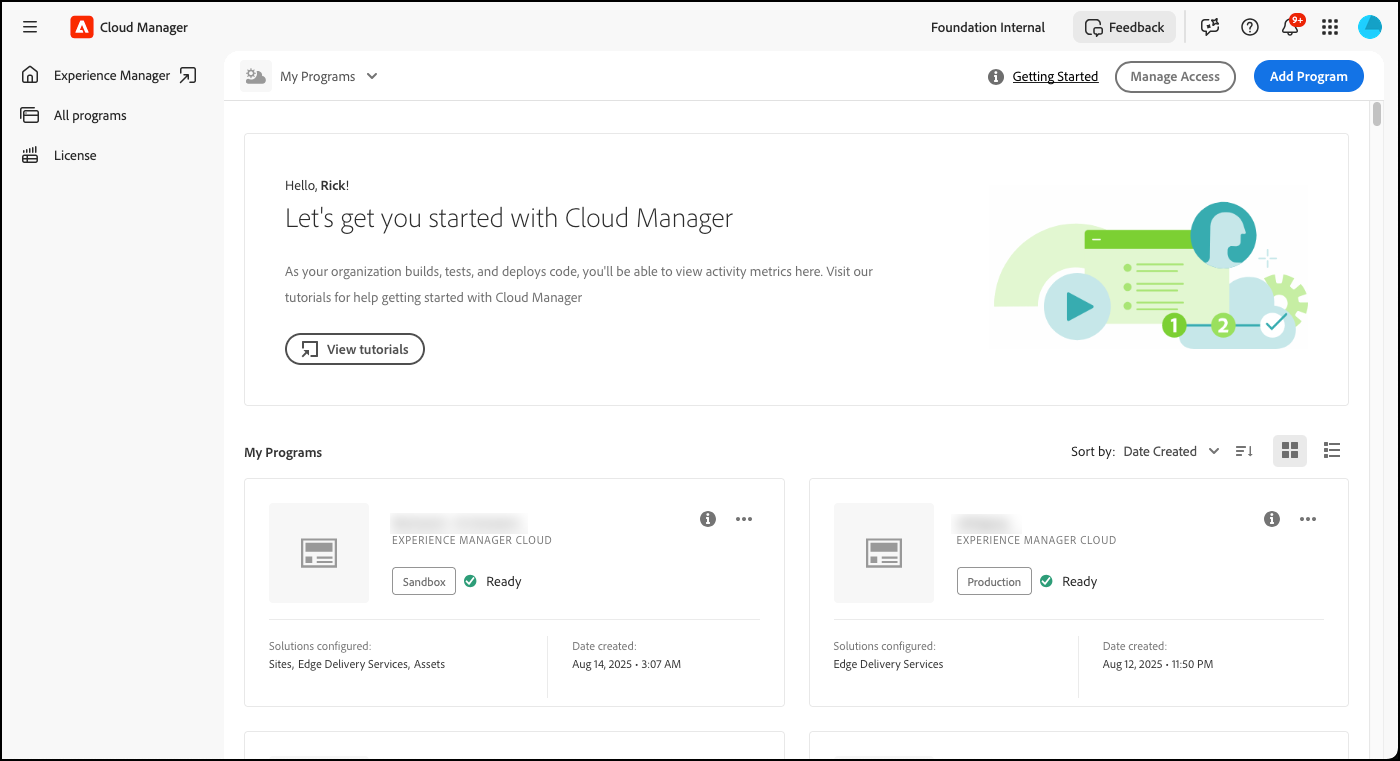 Cloud Manager
Foundation Internal
Feedback
9+
Experience Manager
All programs
License
My Programs
Getting Started
Manage Access
Add Program
Hello, Rick!
Let's get you started with Cloud Manager
As your organization builds, tests, and deploys code, you'll be able to view activity metrics here. Visit our
tutorials for help getting started with Cloud Manager
View tutorials
1
2
My Programs
Sort by: Date Created
EXPERIENCE MANAGER CLOUD
Sandbox
Ready
Solutions configured:
Sites, Edge Delivery Services, Assets
Date created:
Aug 14, 2025 • 3:07 AM
EXPERIENCE MANAGER CLOUD
Production
Ready
Solutions configured:
Edge Delivery Services
Date created:
Aug 12, 2025 • 11:50 PM